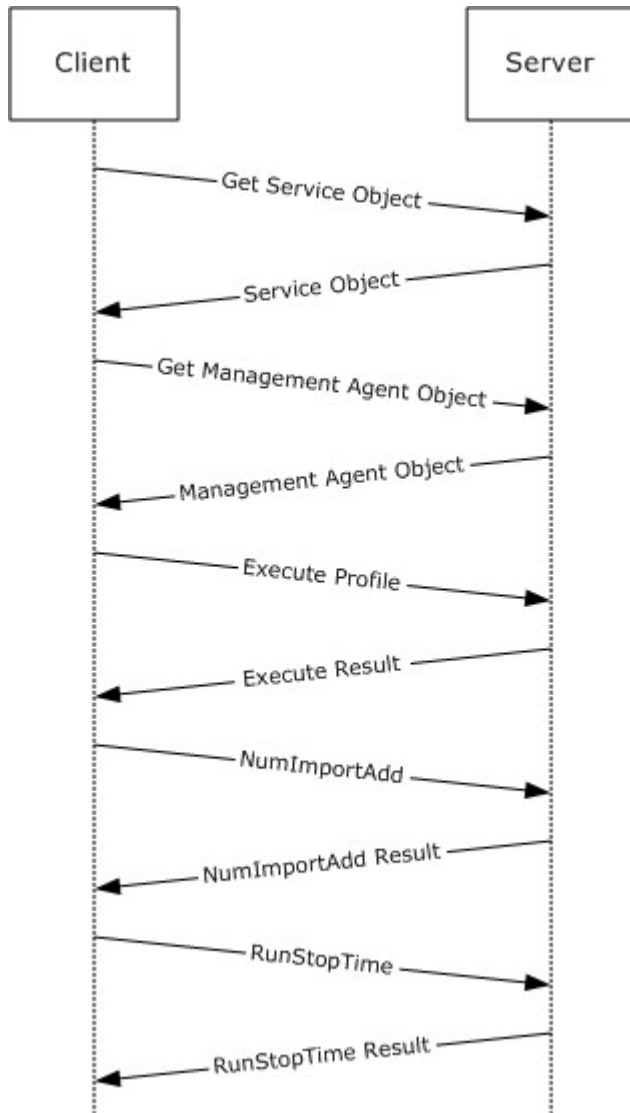 Client
Server
Get Service Object
Service Object
Get Management Agent Object
Management Agent Object
Execute Profile
Execute Result
NumImportAdd
NumImportAdd Result
RunStopTime
RunStopTime Result